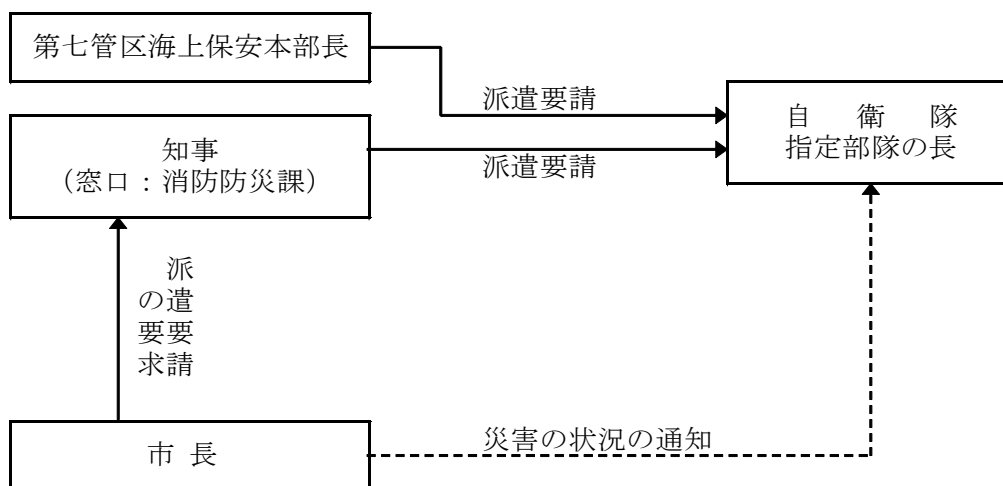 第七管区海上保安本部長
派遣要請
自衛隊
指定部隊の長
知事
（窓口：消防防災課）
派遣要請
派遣要請
の要求
市長
災害の状況の通知